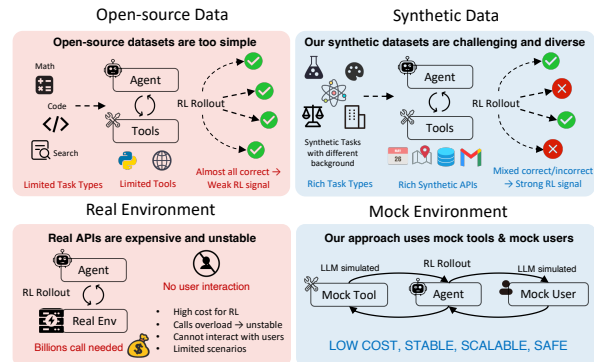 Open-source Data
Open-source datasets are too simple
Math
Code
Search
Limited Task Types
Agent
Tools
Limited Tools
RL Rollout
Almost all correct →
Weak RL signal
Synthetic Data
Our synthetic datasets are challenging and diverse
Synthetic Tasks
with different
background
Rich Task Types
Agent
Tools
26
Rich Synthetic APIs
RL Rollout
Mixed correct/incorrect
→ Strong RL signal
Real Environment
Real APIs are expensive and unstable
Agent
RL Rollout
Real Env
Billions call needed
No user interaction
• High cost for RL
• Calls overload → unstable
• Cannot interact with users
• Limited scenarios
Mock Environment
Our approach uses mock tools & mock users
LLM simulated
RL Rollout
LLM simulated
Mock Tool
Agent
Mock User
LOW COST, STABLE, SCALABLE, SAFE